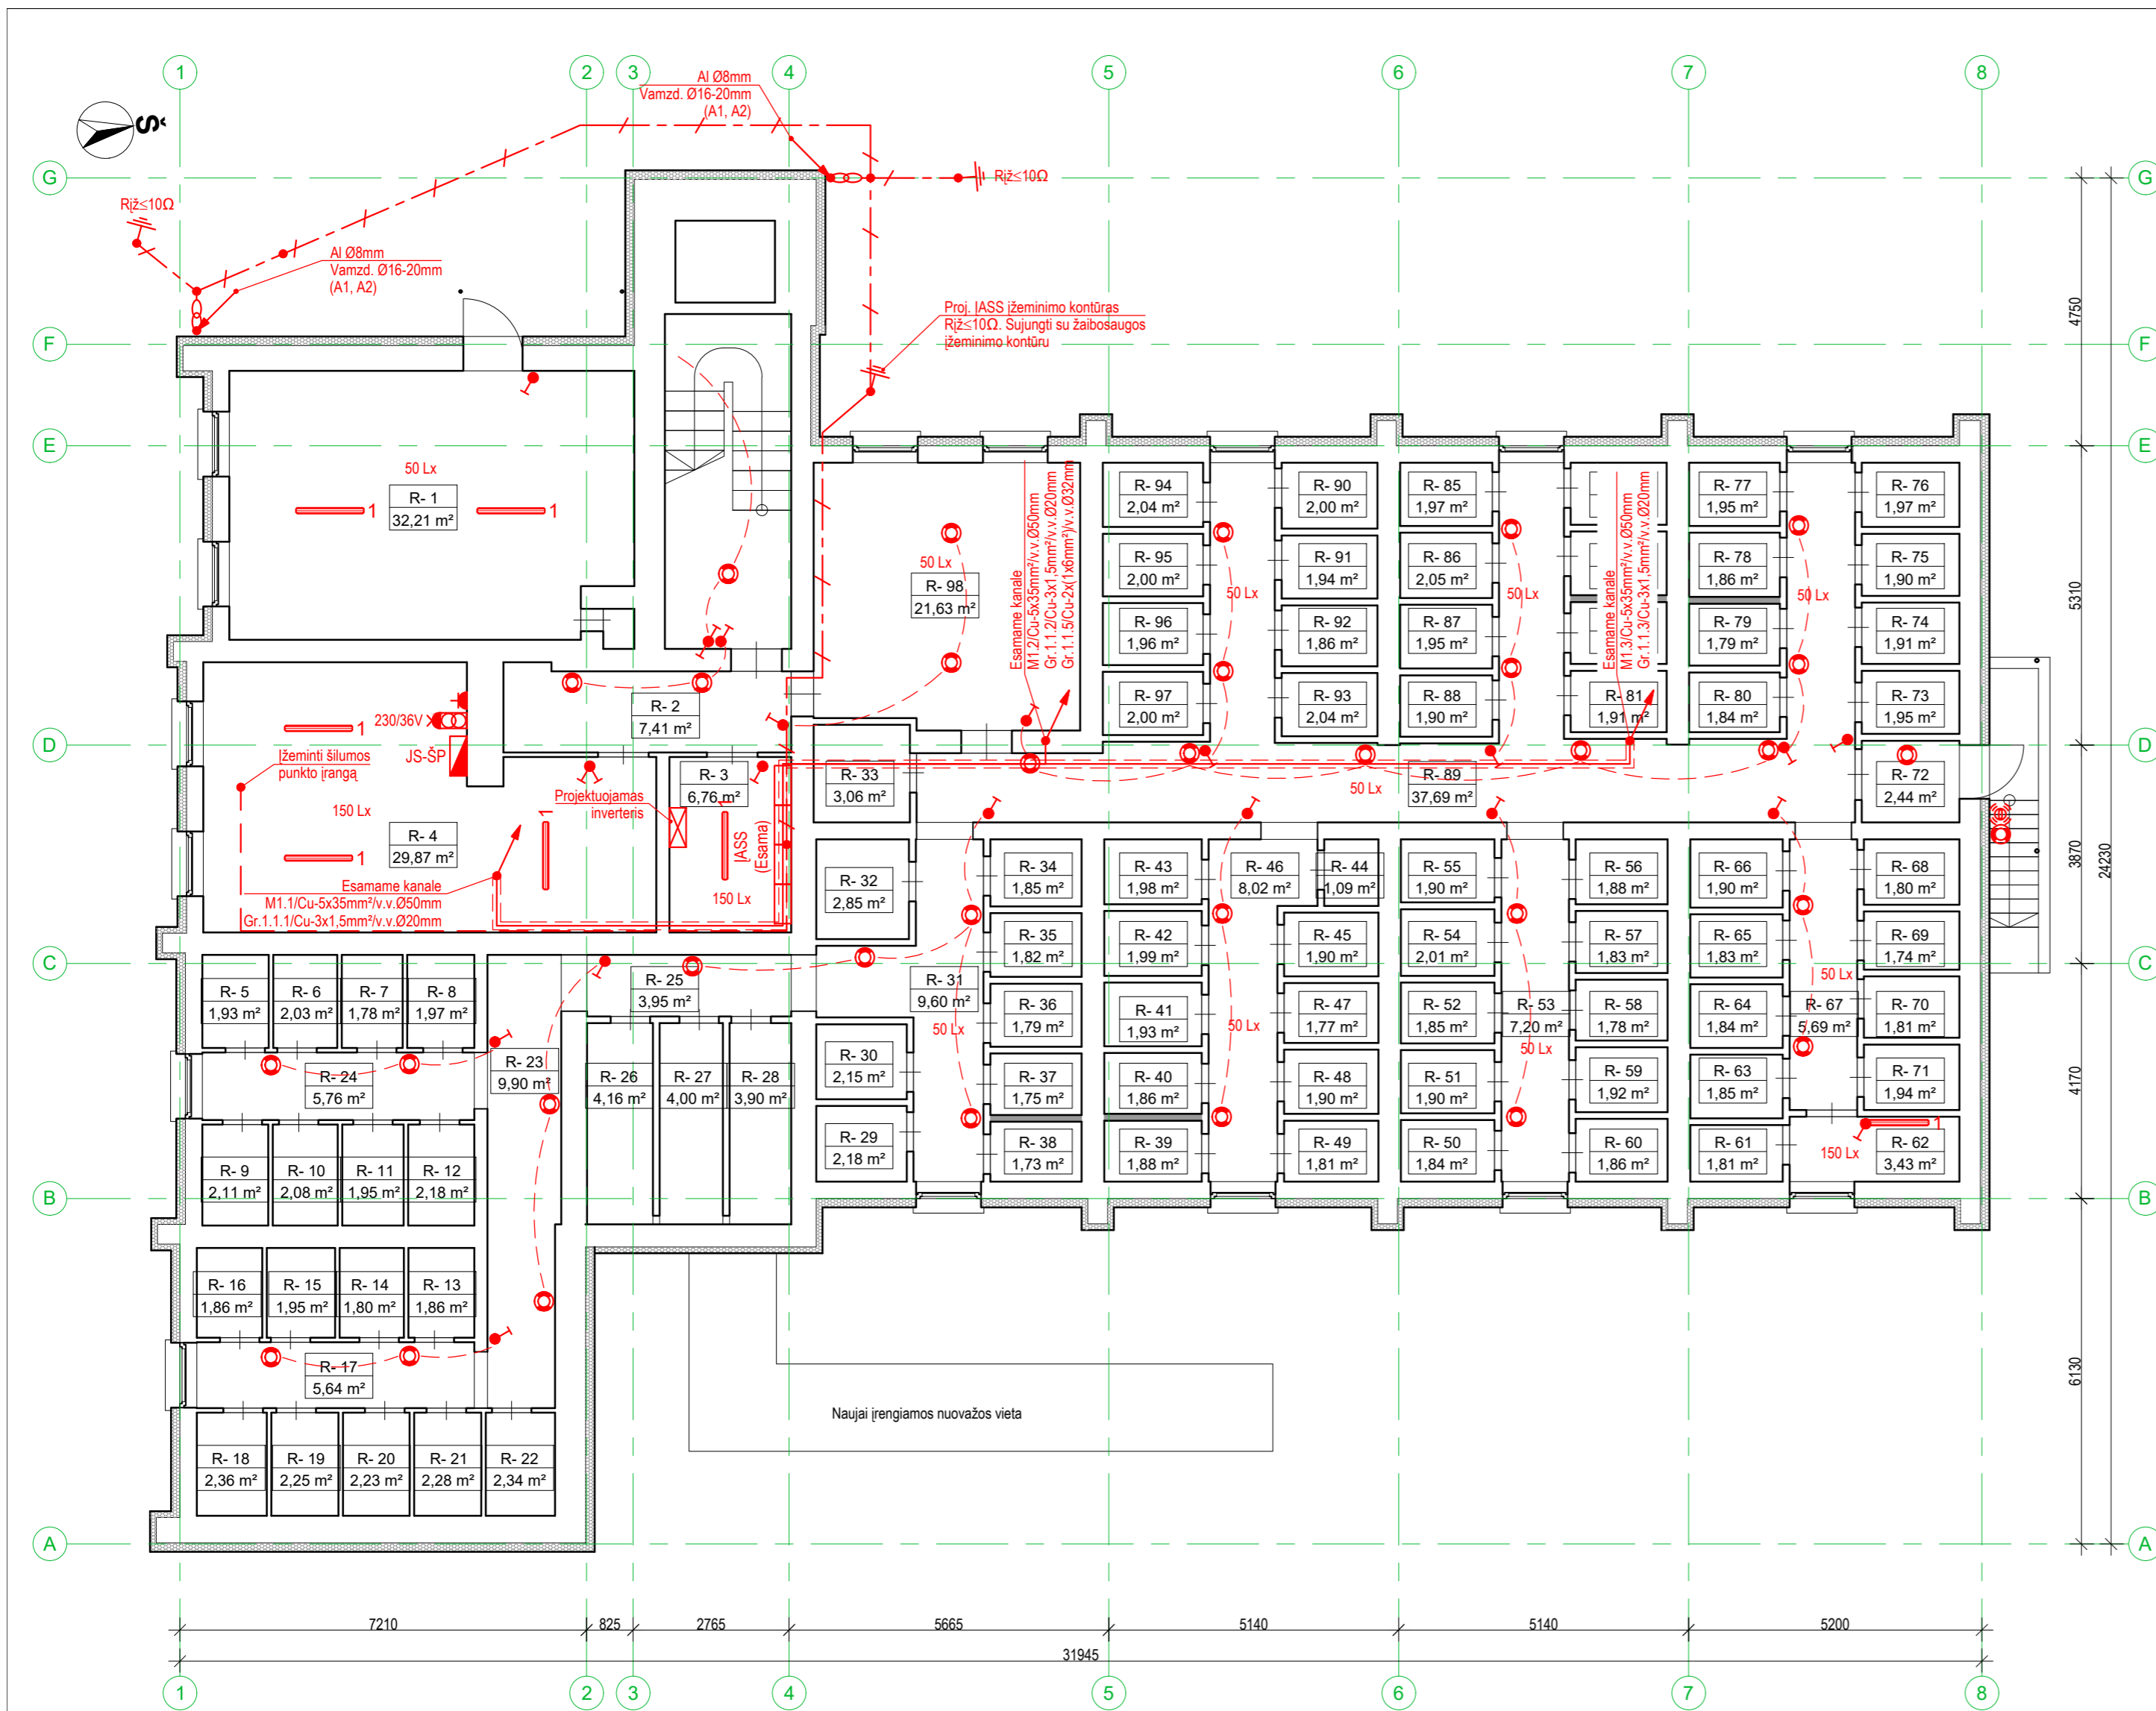 1
2
3
4
5
6
7
8
Al Ø8mm
Vamzd. Ø16-20mm
(A1, A2)
Š
G
G
Rįž≤10Ω
Rįž≤10Ω
Al Ø8mm
Vamzd. Ø16-20mm
(A1, A2)
Proj. ĮASS įžeminimo kontūras
Rįž≤10Ω. Sujungti su žaibosaugos
įžeminimo kontūru
4750
F
F
E
E
50 Lx
R- 1
32,21 m²
1
1
50 Lx
R- 98
21,63 m²
Esamame kanale
M1.2/Cu-5x35mm²/v.v.Ø50mm
Gr.1.1.2/Cu-3x1,5mm²/v.v.Ø20mm
Gr.1.1.5/Cu-2x(1x6mm²)/v.v.Ø32mm
R- 94
2,04 m²
R- 90
2,00 m²
R- 85
1,97 m²
R- 77
1,95 m²
R- 76
1,97 m²
R- 95
2,00 m²
R- 91
1,94 m²
R- 86
2,05 m²
R- 78
1,86 m²
R- 75
1,90 m²
50 Lx
50 Lx
50 Lx
R- 96
1,96 m²
R- 92
1,86 m²
R- 87
1,95 m²
R- 79
1,79 m²
R- 74
1,91 m²
R- 97
2,00 m²
R- 93
2,04 m²
R- 88
1,90 m²
R- 81
1,91 m²
R- 80
1,84 m²
R- 73
1,95 m²
Esamame kanale
M1.3/Cu-5x35mm²/v.v.Ø50mm
Gr.1.1.3/Cu-3x1,5mm²/v.v.Ø20mm
5310
24230
R- 2
7,41 m²
1
230/36V
JS-ŠP
Įžeminti šilumos
punkto įrangą
D
D
R- 3
6,76 m²
R- 33
3,06 m²
R- 89
37,69 m²
50 Lx
R- 72
2,44 m²
Projektuojamas
inverteris
150 Lx
R- 4
29,87 m²
1
1
1
ĮASS
(Esama)
150 Lx
Esamame kanale
M1.1/Cu-5x35mm²/v.v.Ø50mm
Gr.1.1.1/Cu-3x1,5mm²/v.v.Ø20mm
R- 32
2,85 m²
R- 34
1,85 m²
R- 43
1,98 m²
R- 46
8,02 m²
R- 44
1,09 m²
R- 55
1,90 m²
R- 56
1,88 m²
R- 66
1,90 m²
R- 68
1,80 m²
3870
R- 35
1,82 m²
R- 42
1,99 m²
R- 45
1,90 m²
R- 54
2,01 m²
R- 57
1,83 m²
R- 65
1,83 m²
R- 69
1,74 m²
C
C
50 Lx
R- 5
1,93 m²
R- 6
2,03 m²
R- 7
1,78 m²
R- 8
1,97 m²
R- 25
3,95 m²
R- 31
9,60 m²
50 Lx
R- 36
1,79 m²
R- 41
1,93 m²
50 Lx
R- 47
1,77 m²
R- 52
1,85 m²
R- 53
7,20 m²
50 Lx
R- 58
1,78 m²
R- 64
1,84 m²
R- 67
5,69 m²
R- 70
1,81 m²
R- 24
5,76 m²
R- 23
9,90 m²
R- 26
4,16 m²
R- 27
4,00 m²
R- 28
3,90 m²
R- 30
2,15 m²
R- 37
1,75 m²
R- 40
1,86 m²
R- 48
1,90 m²
R- 51
1,90 m²
R- 59
1,92 m²
R- 63
1,85 m²
R- 71
1,94 m²
4170
R- 9
2,11 m²
R- 10
2,08 m²
R- 11
1,95 m²
R- 12
2,18 m²
R- 29
2,18 m²
R- 38
1,73 m²
R- 39
1,88 m²
R- 49
1,81 m²
R- 50
1,84 m²
R- 60
1,86 m²
R- 61
1,81 m²
150 Lx
1
R- 62
3,43 m²
B
B
R- 16
1,86 m²
R- 15
1,95 m²
R- 14
1,80 m²
R- 13
1,86 m²
R- 17
5,64 m²
6130
Naujai įrengiamos nuovažos vieta
R- 18
2,36 m²
R- 19
2,25 m²
R- 20
2,23 m²
R- 21
2,28 m²
R- 22
2,34 m²
A
A
7210
825
2765
5665
5140
5140
5200
31945
1
2
3
4
5
6
7
8